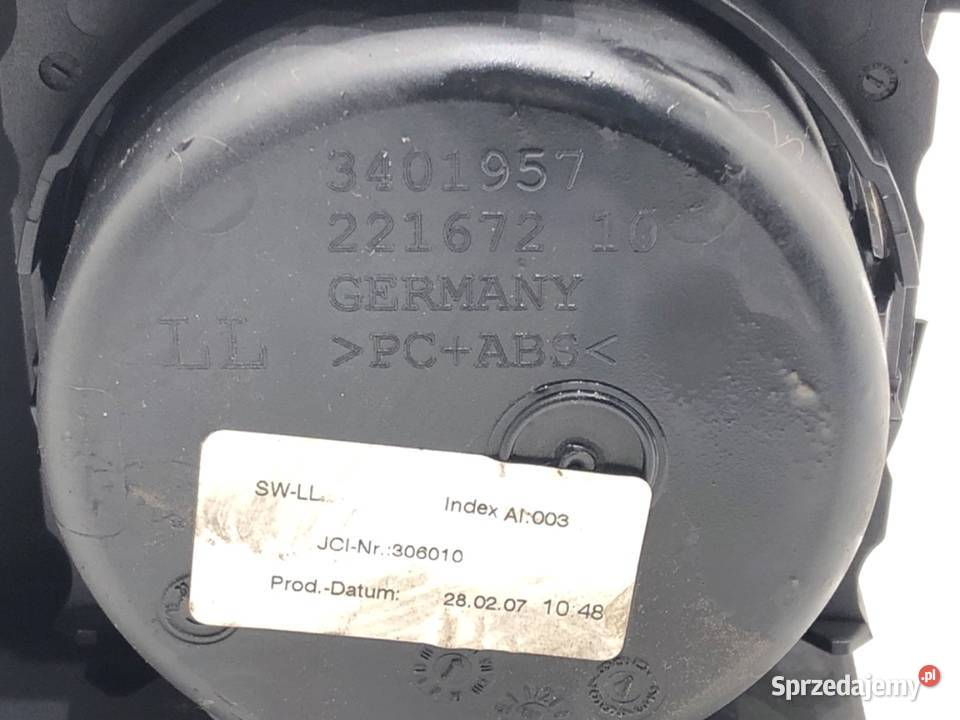 3401957
221672 10
GERMANY
LL >PC+ABS<
SW-LL Index AI:003
JCI-Nr.:306010
Prod.-Datum: 28.02.07 10:48
Sprzedajemy.pl